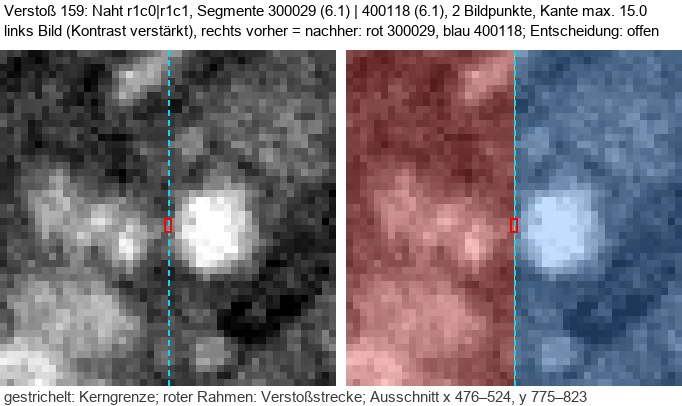 Verstoß 159: Naht r1c0|r1c1, Segmente 300029 (6.1) | 400118 (6.1), 2 Bildpunkte, Kante max. 15.0
links Bild (Kontrast verstärkt), rechts vorher = nachher: rot 300029, blau 400118; Entscheidung: offen
gestrichelt: Kerngrenze; roter Rahmen: Verstoßstrecke; Ausschnitt x 476–524, y 775–823